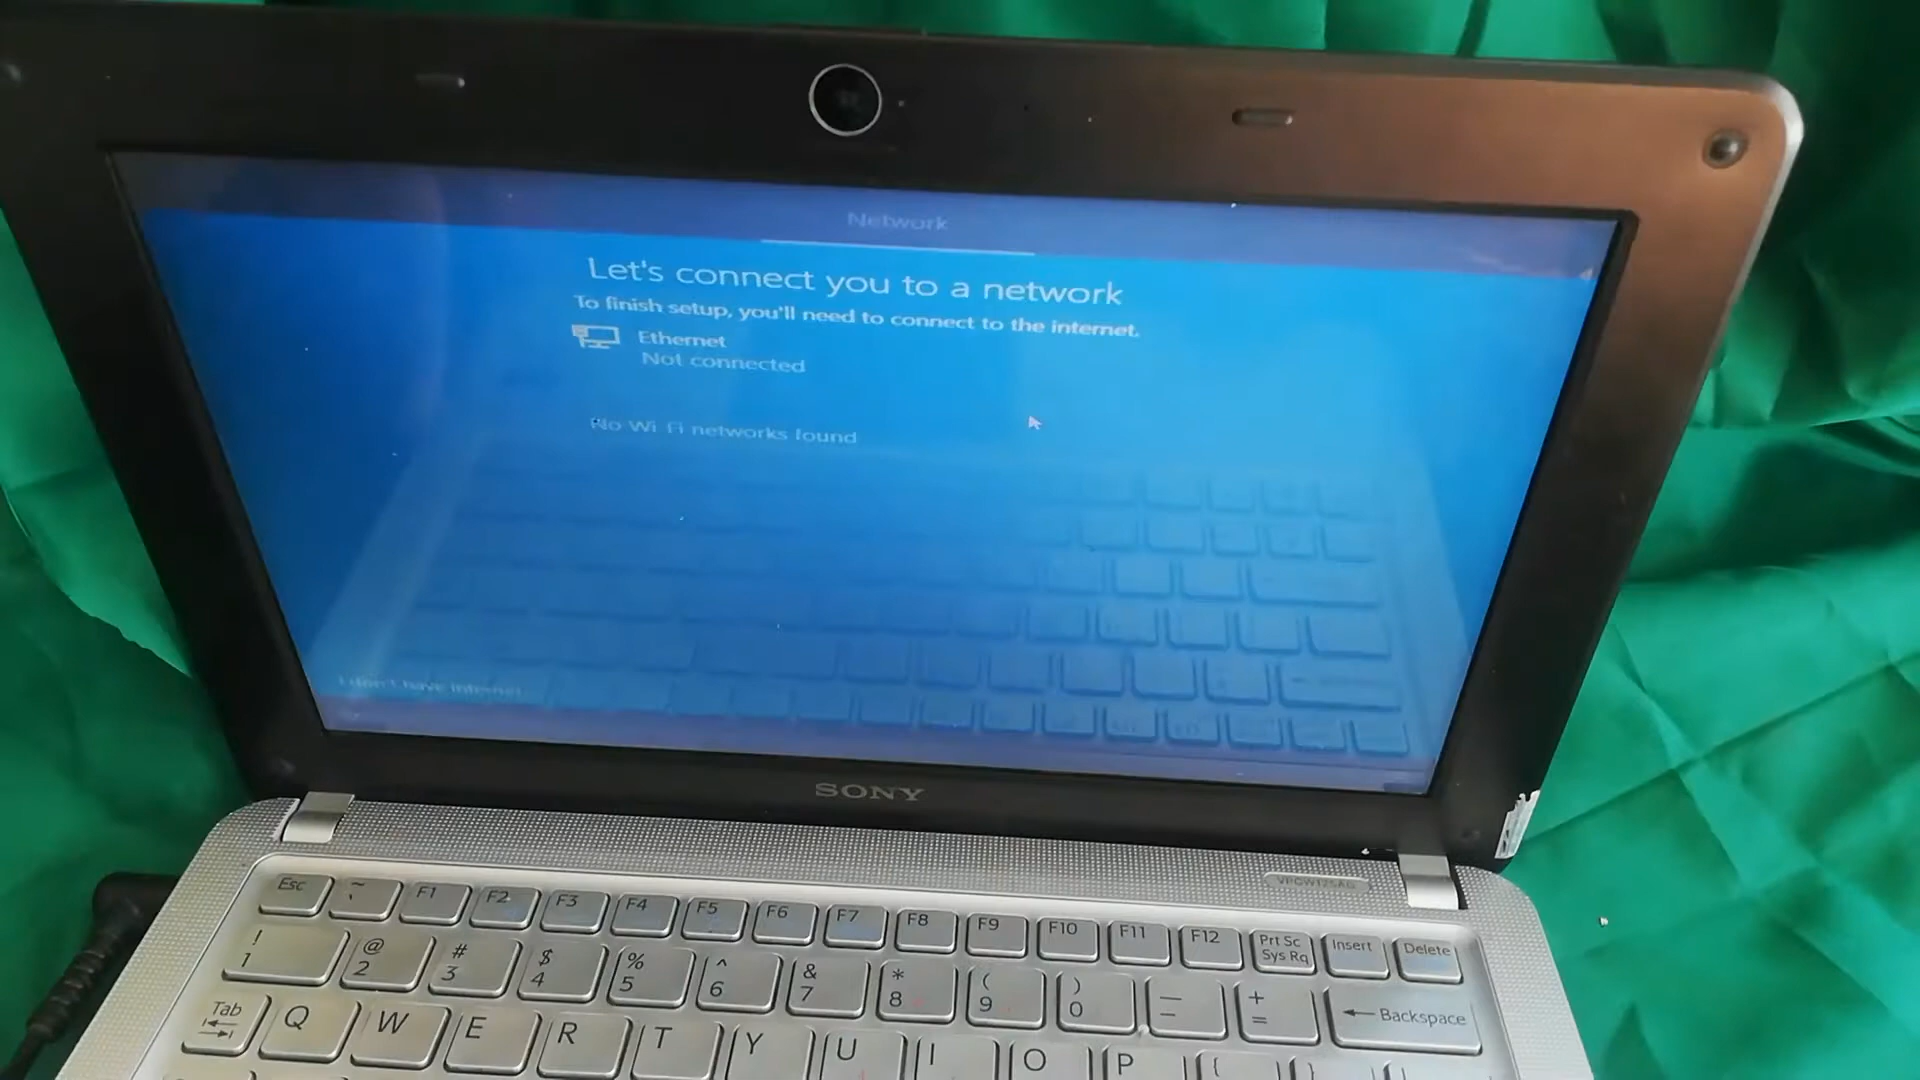 Network
Let's connect you to a network
To finish setup, you'll need to connect to the internet.
Ethernet
Not connected
No Wi-Fi networks found
I don't have internet
SONY
Esc ~ ` F1 F2 F3 F4 F5 F6 F7 F8 F9 F10 F11 F12 Prt Sc Sys Rq Insert Delete
! 1 @ 2 # 3 $ 4 % 5 ^ 6 & 7 * 8 ( 9 ) 0 — – + = Backspace
Tab Q W E R T Y U I O P { }